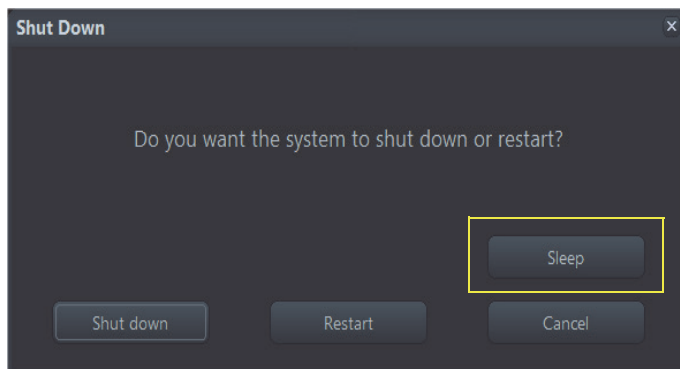 Shut Down
Do you want the system to shut down or restart?
Sleep
Shut down
Restart
Cancel